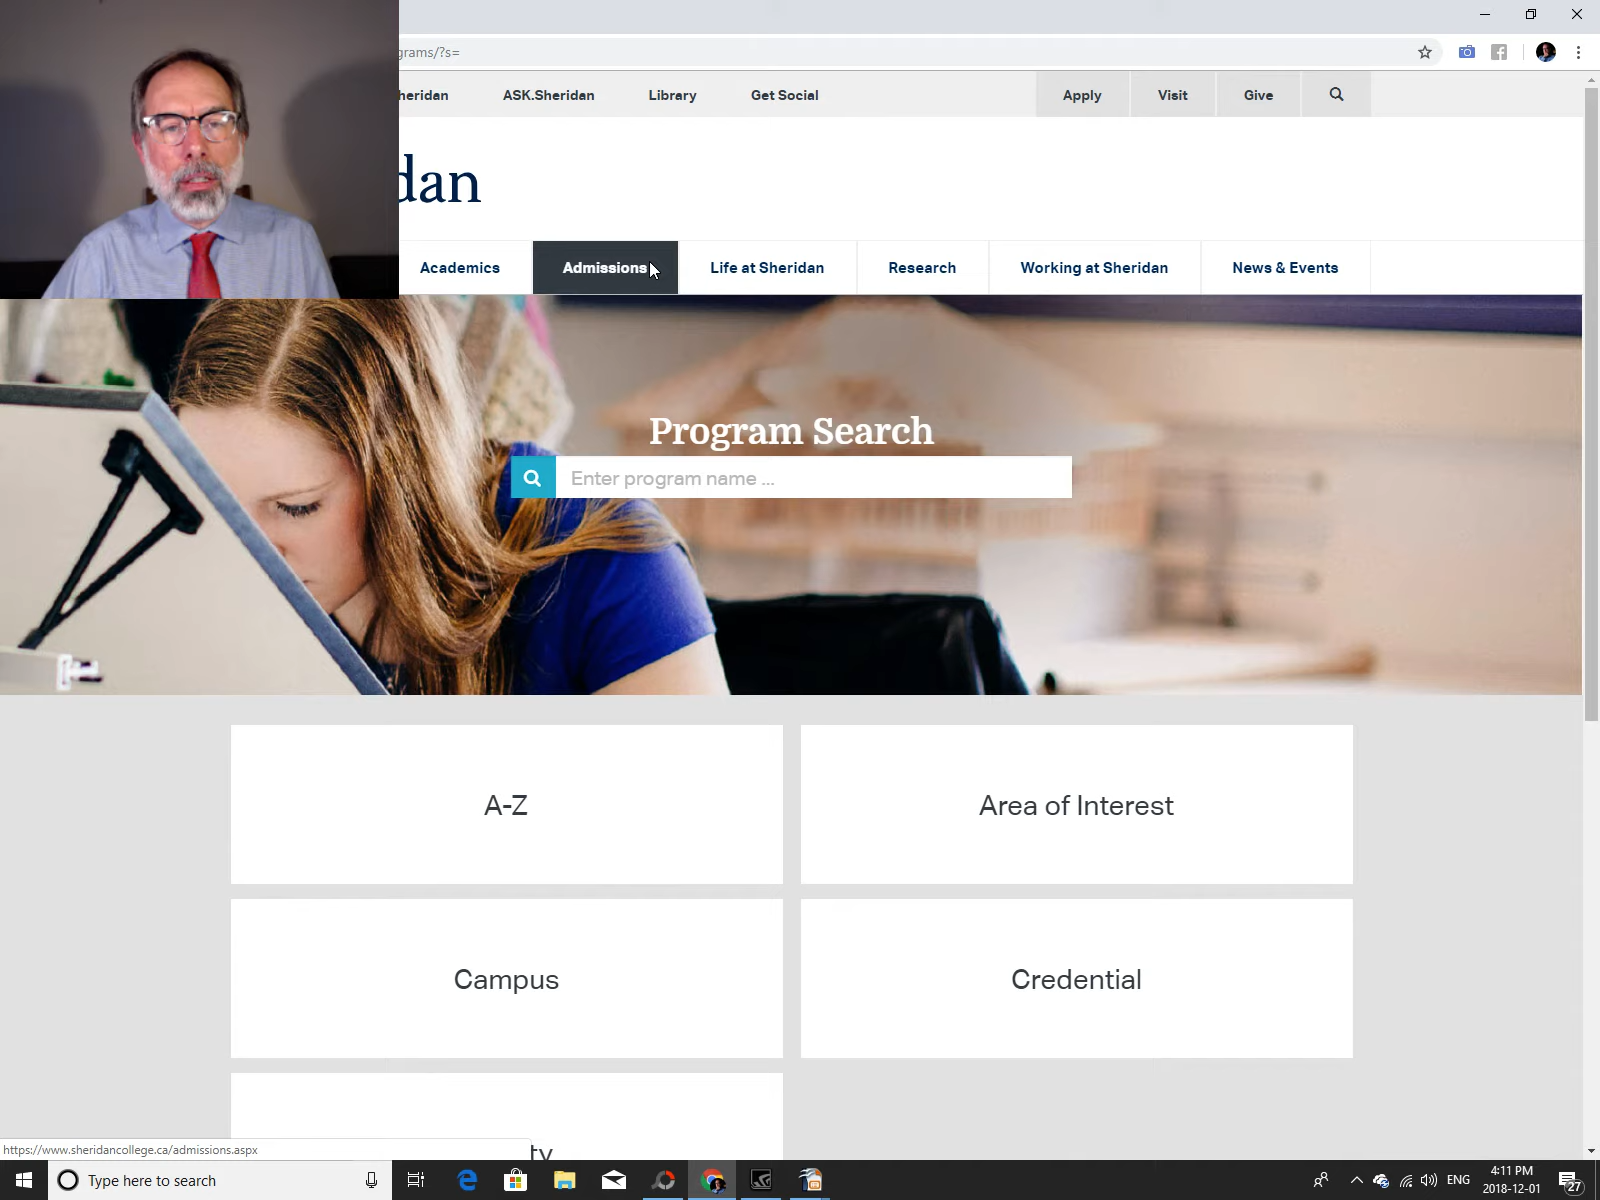 grams/?s=
heridan
ASK.Sheridan
Library
Get Social
Apply
Visit
Give
dan
Academics
Admissions
Life at Sheridan
Research
Working at Sheridan
News & Events
Program Search
Enter program name ...
A-Z
Area of Interest
Campus
Credential
ty
https://www.sheridancollege.ca/admissions.aspx
Type here to search
ENG
4:11 PM
2018-12-01
27